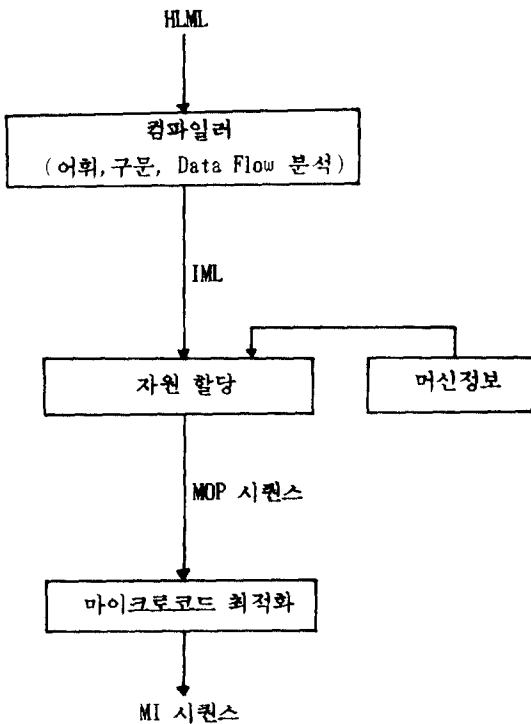 HLML
컴파일러
(어휘,구문, Data Flow 분석)
IML
자원 할당
머신정보
MOP 시퀀스
마이크로코드 최적화
MI 시퀀스